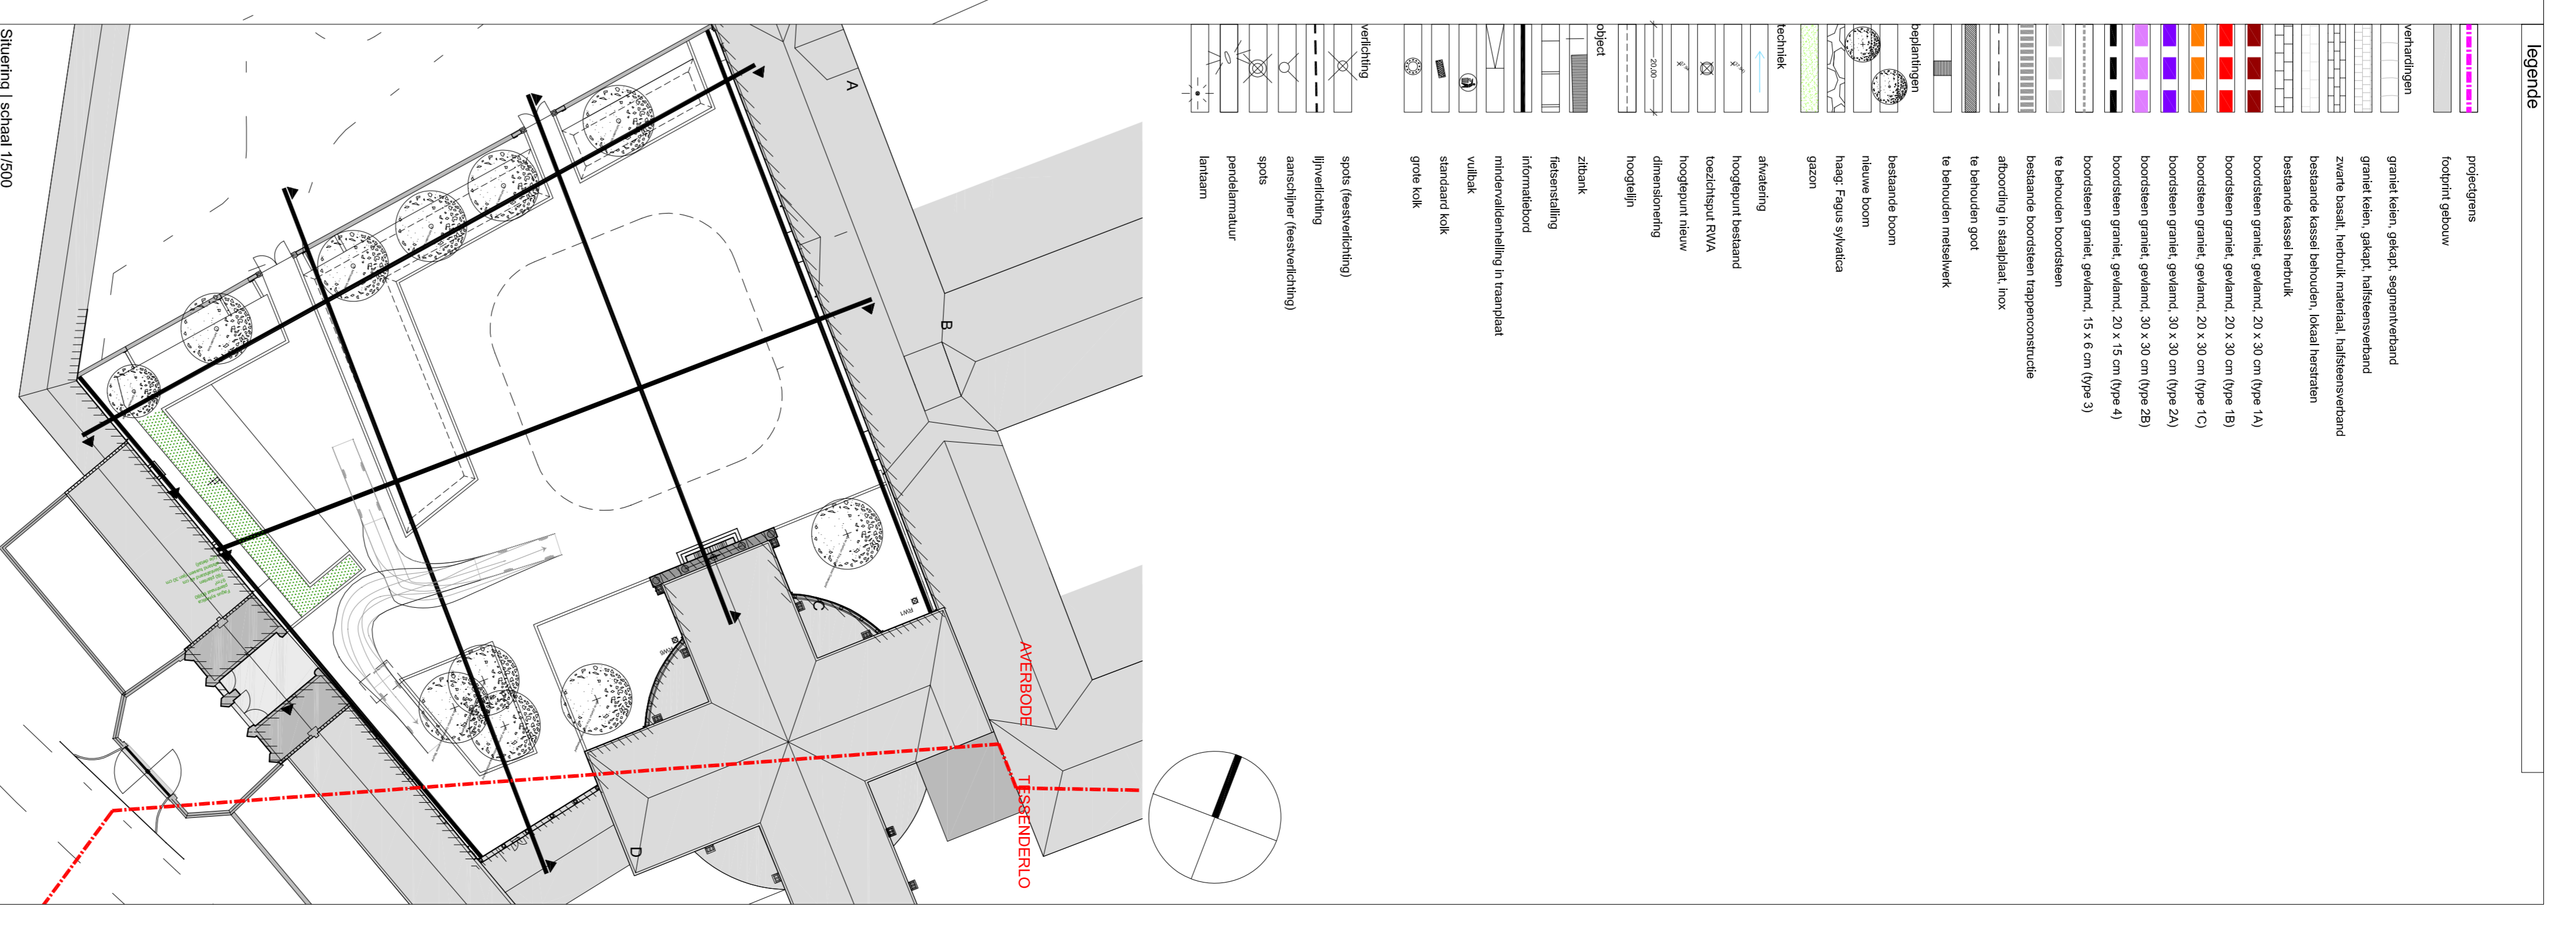 legende
projectgrens
footprint gebouw
verhardingen
graniet keien, gekapt, segmentverband
graniet keien, gakapt, halfsteensverband
zwarte basalt, herbruik materiaal, halfsteensverband
bestaande kassel behouden, lokaal herstraten
bestaande kassel herbruik
boordsteen graniet, gevlamd, 20 x 30 cm (type 1A)
boordsteen graniet, gevlamd, 20 x 30 cm (type 1B)
boordsteen graniet, gevlamd, 20 x 30 cm (type 1C)
boordsteen graniet, gevlamd, 30 x 30 cm (type 2A)
boordsteen graniet, gevlamd, 30 x 30 cm (type 2B)
boordsteen graniet, gevlamd, 20 x 15 cm (type 4)
boordsteen graniet, gevlamd, 15 x 6 cm (type 3)
te behouden boordsteen
bestaande boordsteen trappenconstructie
afboording in staalplaat, inox
te behouden goot
te behouden metselwerk
beplantingen
bestaande boom
nieuwe boom
haag: Fagus sylvatica
gazon
techniek
afwatering
hoogtepunt bestaand
toezichtsput RWA
hoogtepunt nieuw
20,00
dimensionering
hoogtelijn
object
zitbank
fietsenstalling
informatiebord
mindervalidenhelling in traanplaat
vuilbak
standaard kolk
grote kolk
verlichting
spots (feestverlichting)
lijnverlichting
aanschijner (feestverlichting)
spots
pendelarmatuur
lantaarn
A
B
C
D
RW1
AVERBODE
TESSENDERLO
Situering | schaal 1/500